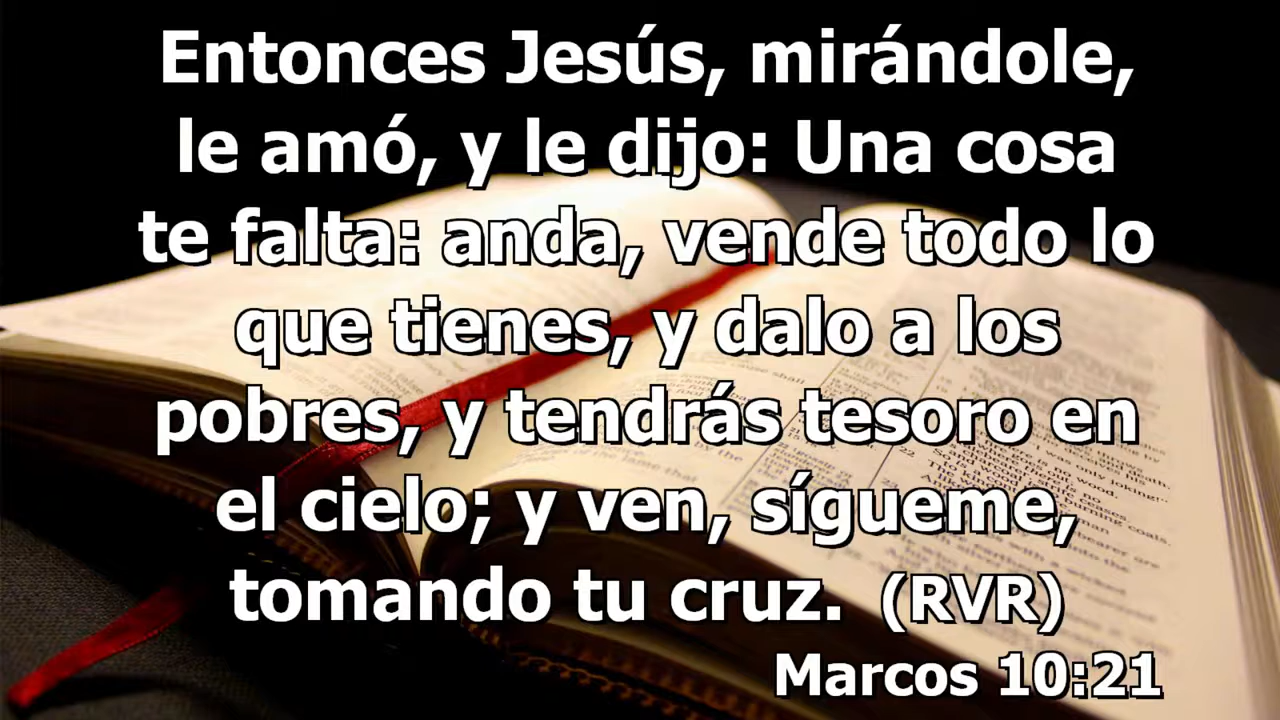 Entonces Jesús, mirándole,
le amó, y le dijo: Una cosa
te falta: anda, vende todo lo
que tienes, y dalo a los
pobres, y tendrás tesoro en
el cielo; y ven, sígueme,
tomando tu cruz. (RVR)
Marcos 10:21